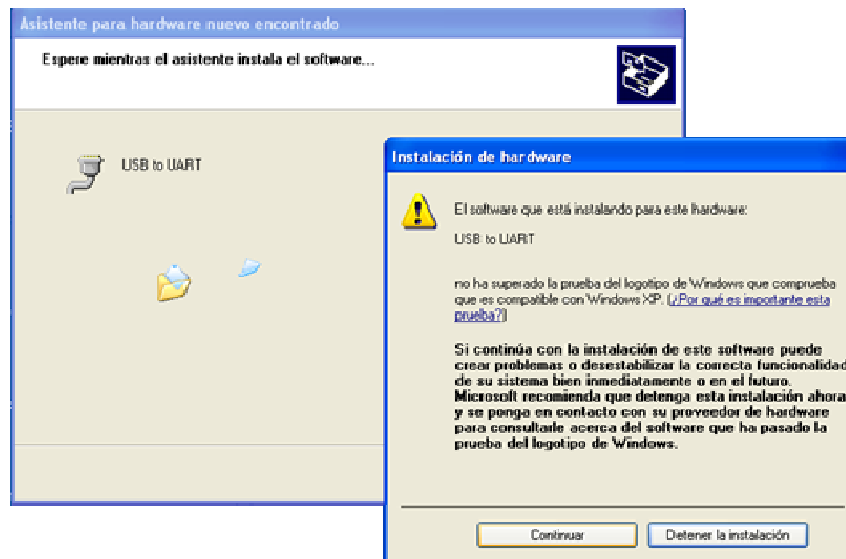 Asistente para hardware nuevo encontrado
Espere mientras el asistente instala el software...
USB to UART
Instalación de hardware
El software que está instalando para este hardware:
USB to UART
no ha superado la prueba del logotipo de Windows que comprueba
que es compatible con Windows XP. (¿Por qué es importante esta
prueba?)
Si continúa con la instalación de este software puede
crear problemas o desestabilizar la correcta funcionalidad
de su sistema bien inmediatamente o en el futuro.
Microsoft recomienda que detenga esta instalación ahora
y se ponga en contacto con su proveedor de hardware
para consultarle acerca del software que ha pasado la
prueba del logotipo de Windows.
Continuar
Detener la instalación